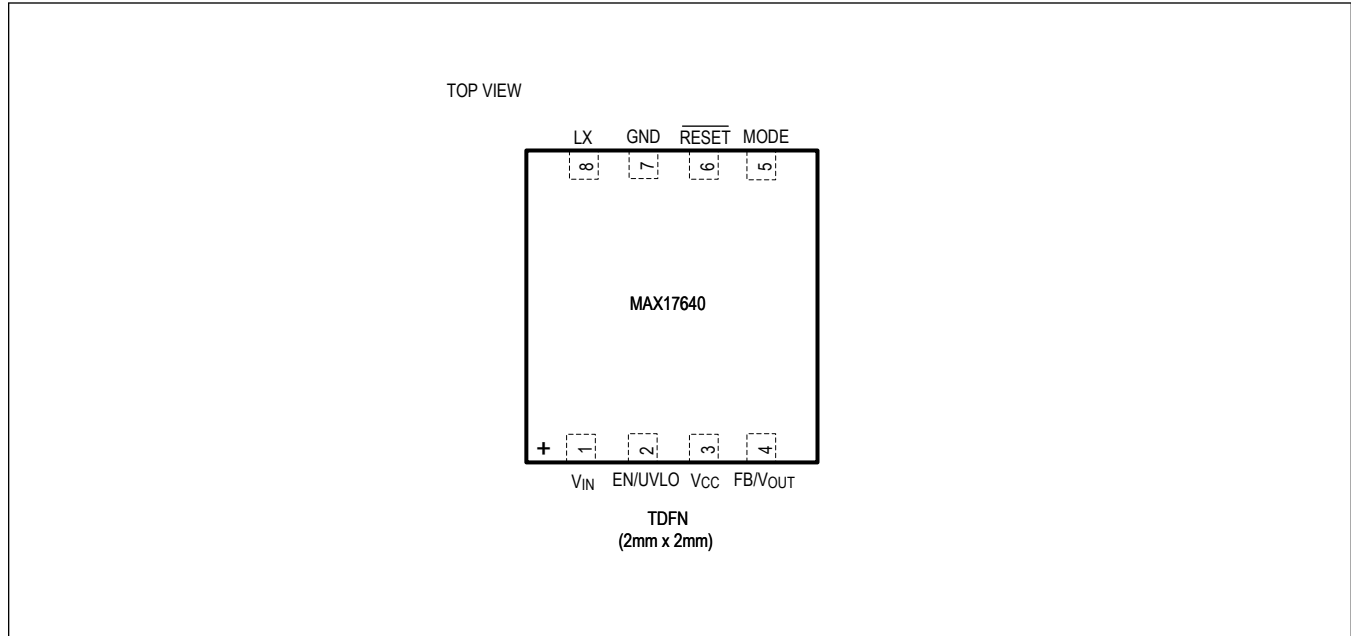 TOP VIEW
LX GND RESET MODE
8 7 6 5
MAX17640
+ 1 2 3 4
VIN EN/UVLO VCC FB/VOUT
TDFN
(2mm x 2mm)